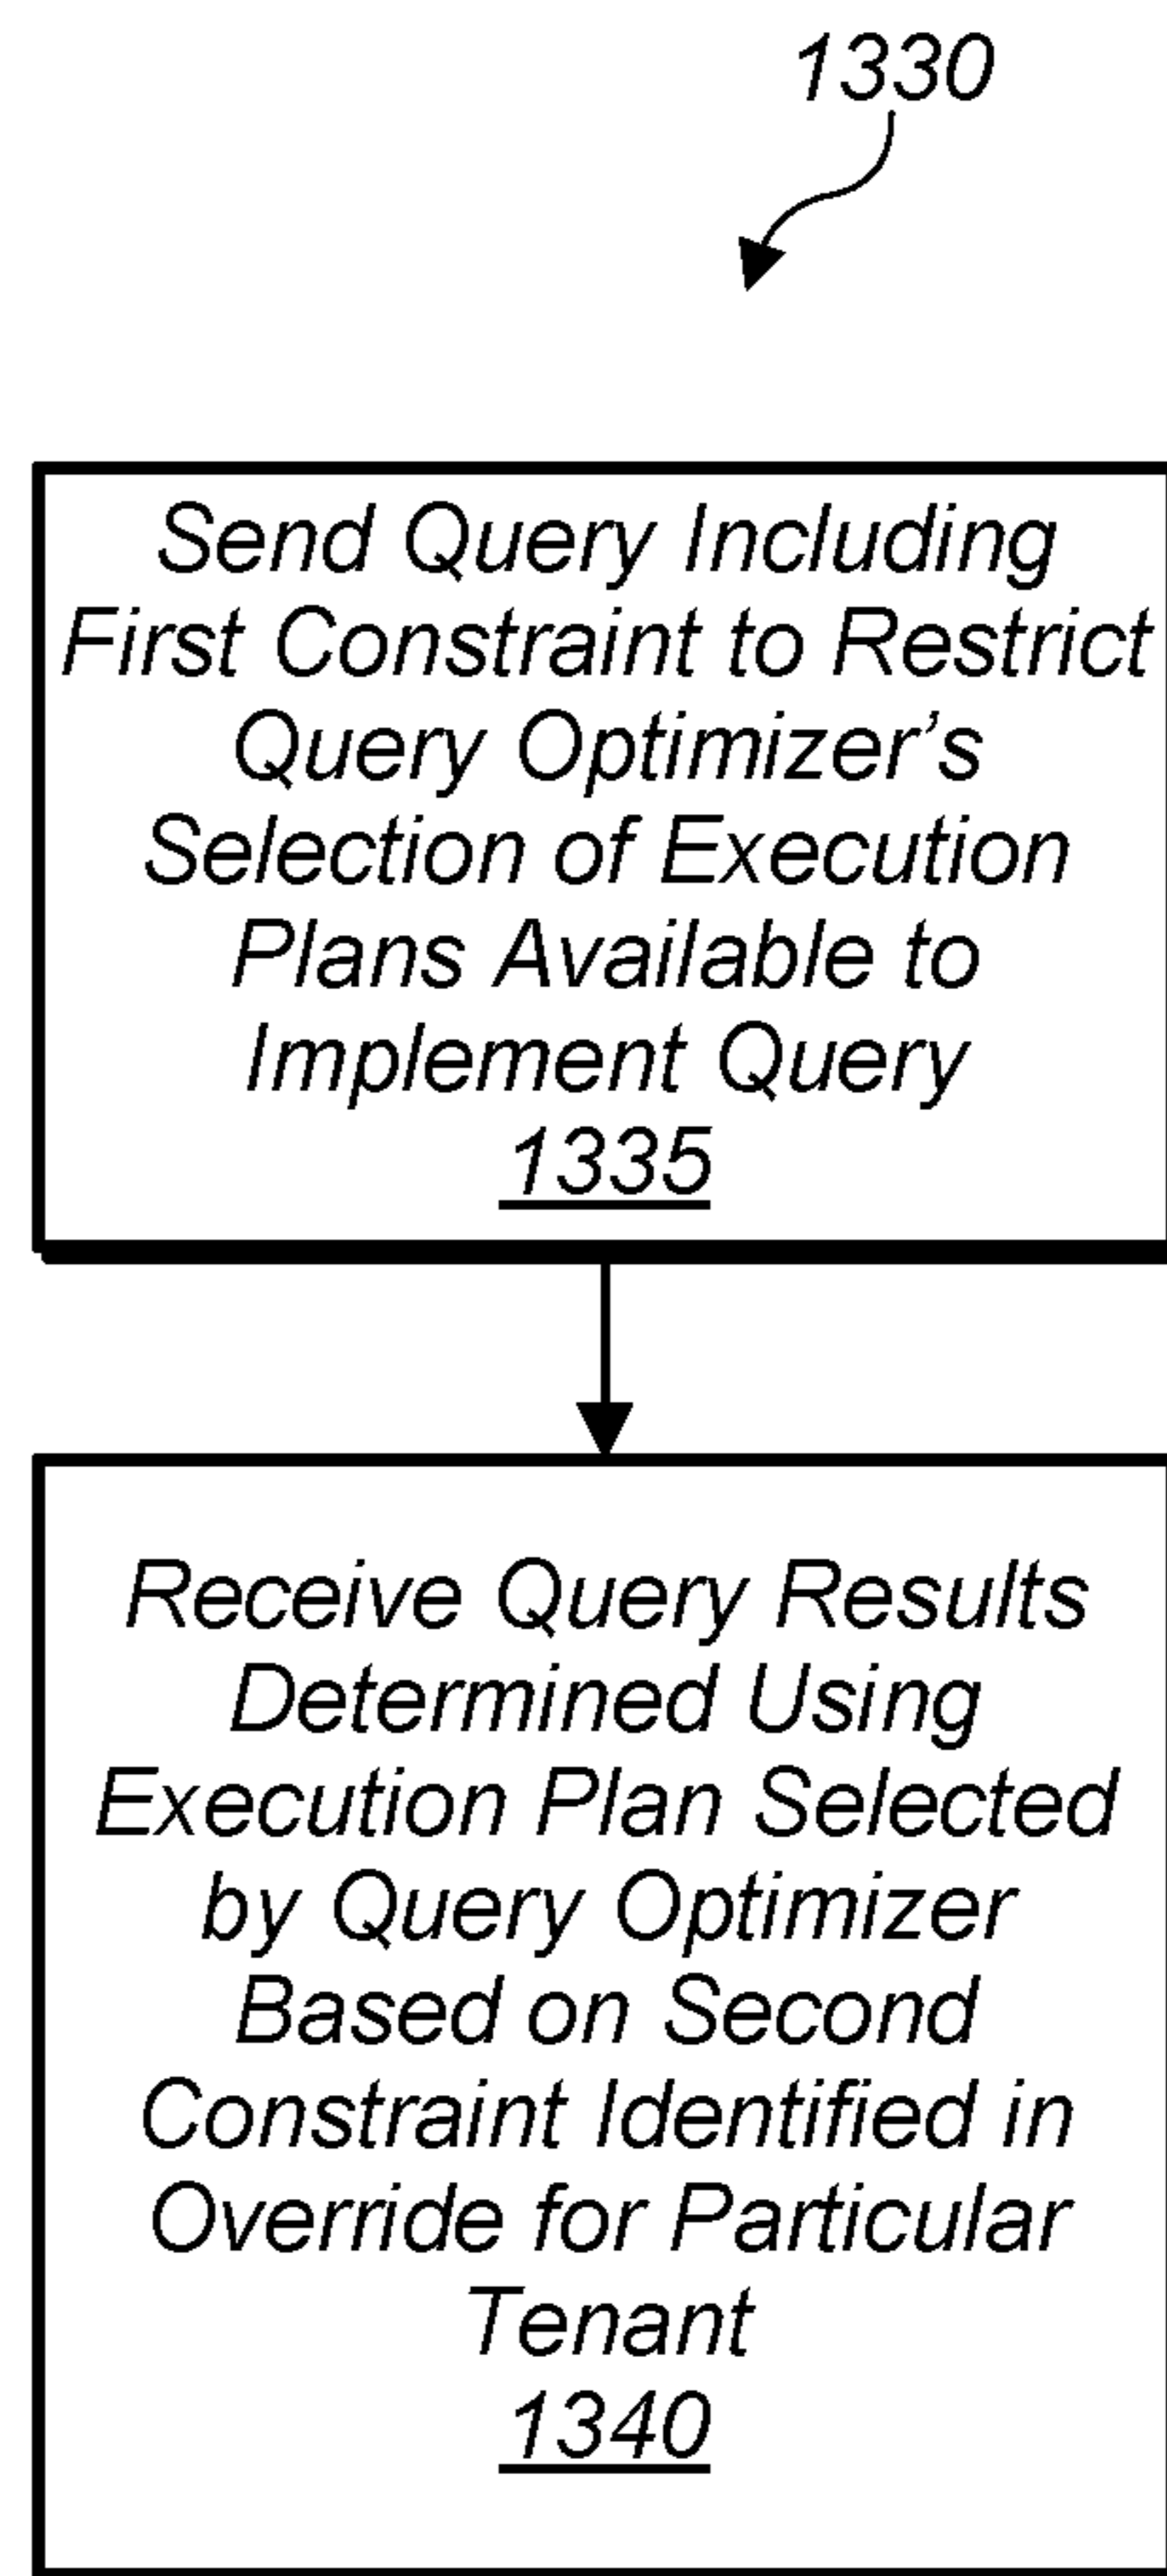 1330
Send Query Including
First Constraint to Restrict
Query Optimizer’s
Selection of Execution
Plans Available to
Implement Query
1335
Receive Query Results
Determined Using
Execution Plan Selected
by Query Optimizer
Based on Second
Constraint Identified in
Override for Particular
Tenant
1340